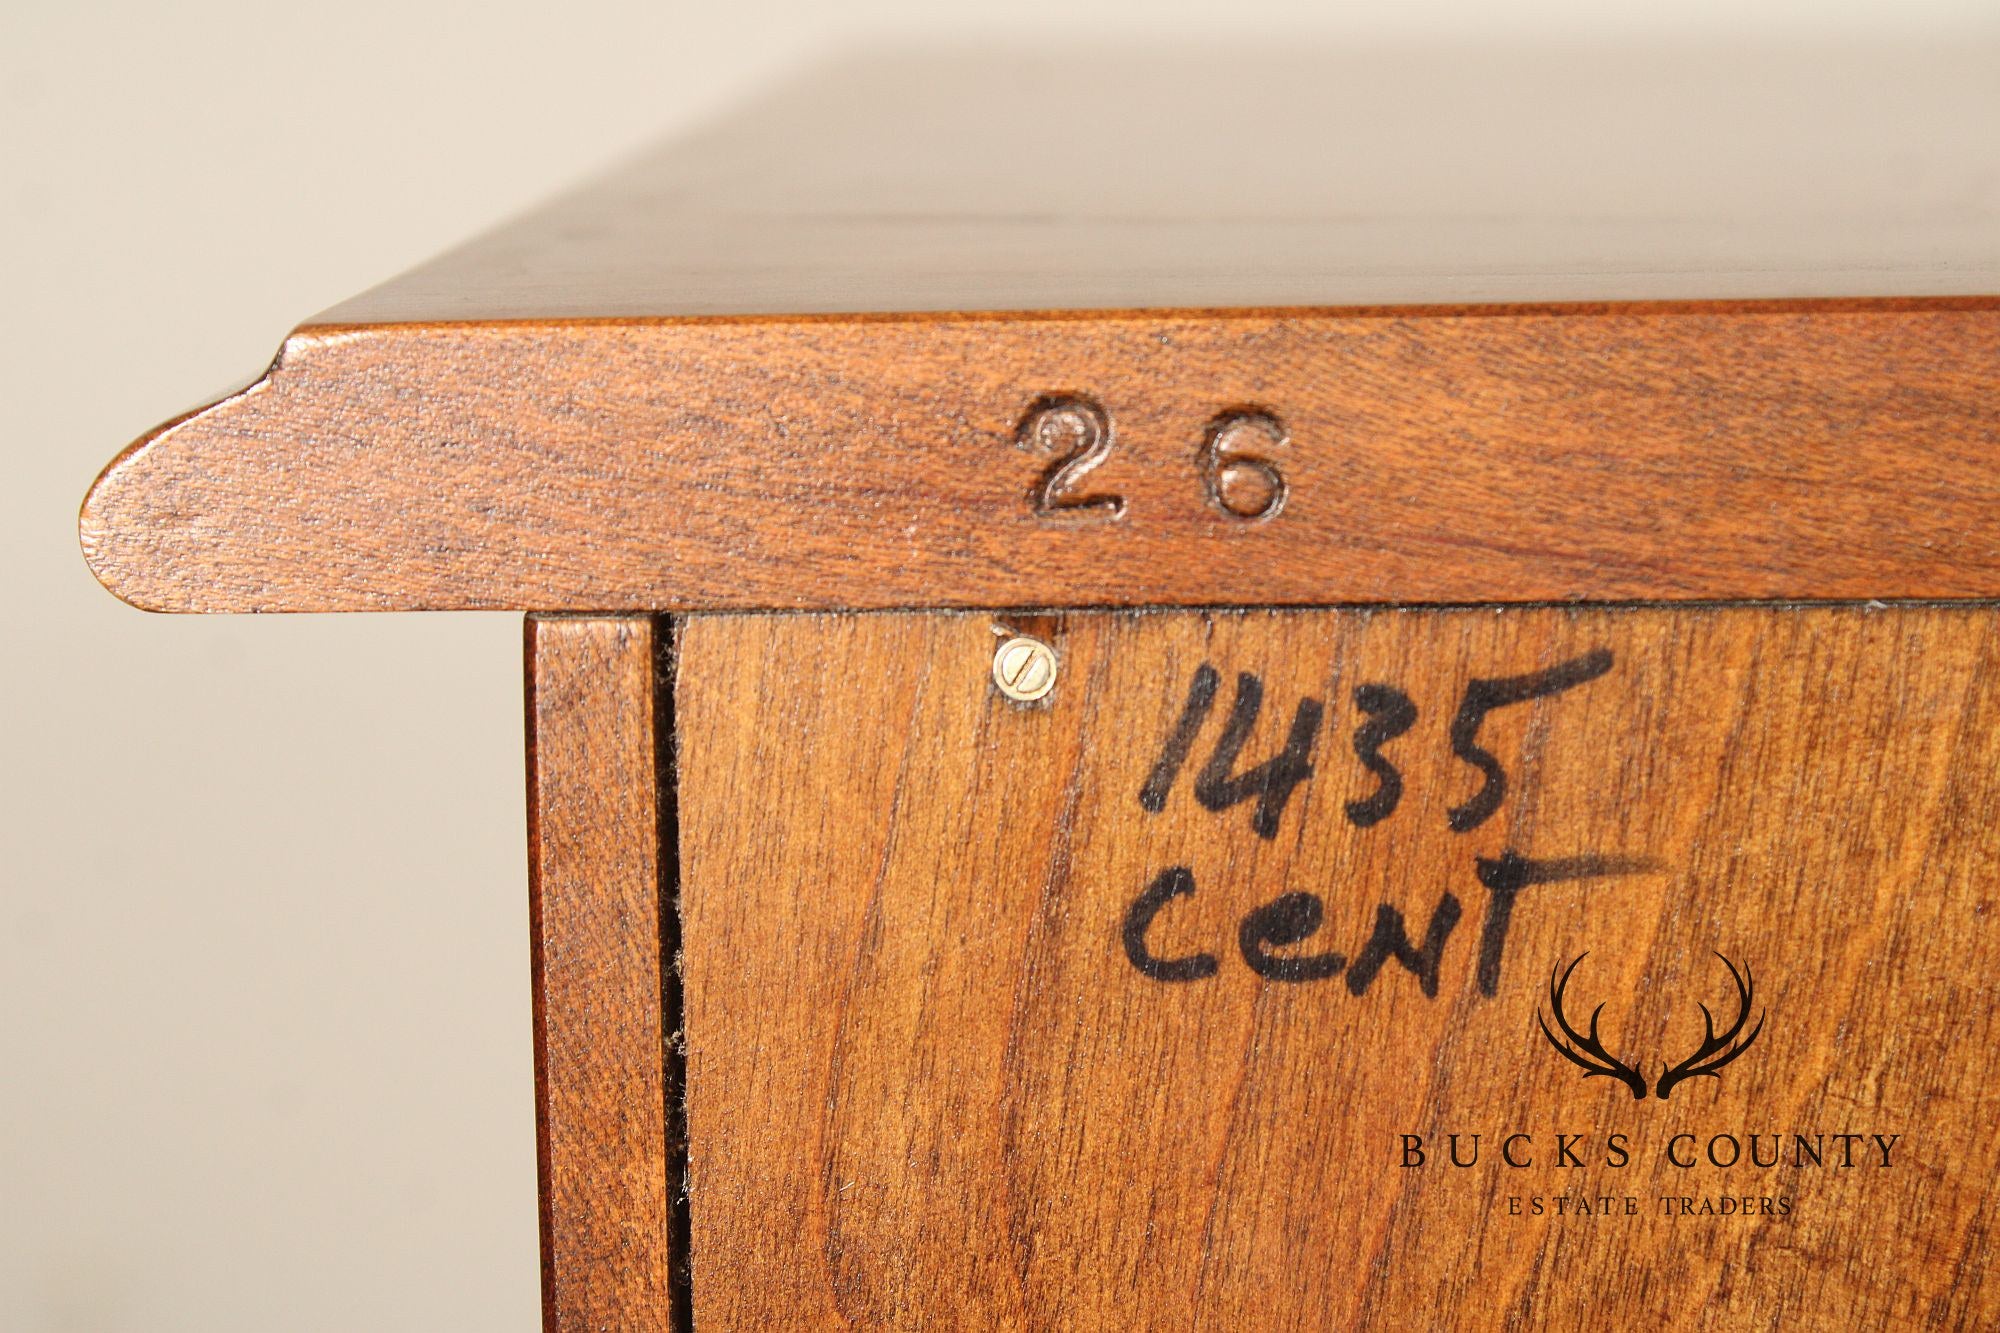 26
1435
CENT
BUCKS COUNTY
ESTATE TRADERS